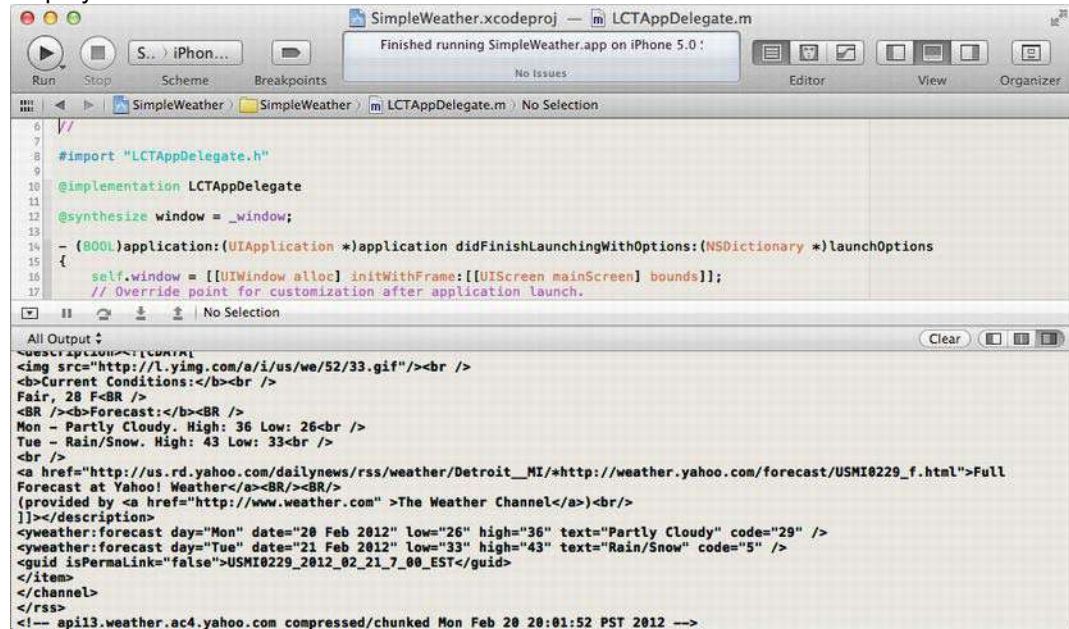 SimpleWeather.xcodeproj — LCTAppDelegate.m
S.. › iPhon...
Finished running SimpleWeather.app on iPhone 5.0
No Issues
Run Stop Scheme Breakpoints Editor View Organizer
SimpleWeather › SimpleWeather › LCTAppDelegate.m › No Selection
6 //
7
8 #import "LCTAppDelegate.h"
9
10 @implementation LCTAppDelegate
11
12 @synthesize window = _window;
13
14 - (BOOL)application:(UIApplication *)application didFinishLaunchingWithOptions:(NSDictionary *)launchOptions
15 {
16 self.window = [[UIWindow alloc] initWithFrame:[[UIScreen mainScreen] bounds]];
17 // Override point for customization after application launch.
No Selection
All Output Clear
<description><![CDATA[
<img src="http://l.yimg.com/a/i/us/we/52/33.gif"/><br />
<b>Current Conditions:</b><br />
Fair, 28 F<BR />
<BR /><b>Forecast:</b><BR />
Mon - Partly Cloudy. High: 36 Low: 26<br />
Tue - Rain/Snow. High: 43 Low: 33<br />
<br />
<a href="http://us.rd.yahoo.com/dailynews/rss/weather/Detroit__MI/*http://weather.yahoo.com/forecast/USMI0229_f.html">Full
Forecast at Yahoo! Weather</a><BR/><BR/>
(provided by <a href="http://www.weather.com" >The Weather Channel</a>)<br/>
]]></description>
<yweather:forecast day="Mon" date="20 Feb 2012" low="26" high="36" text="Partly Cloudy" code="29" />
<yweather:forecast day="Tue" date="21 Feb 2012" low="33" high="43" text="Rain/Snow" code="5" />
<guid isPermaLink="false">USMI0229_2012_02_21_7_00_EST</guid>
</item>
</channel>
</rss>
<!-- api13.weather.ac4.yahoo.com compressed/chunked Mon Feb 20 20:01:52 PST 2012 -->